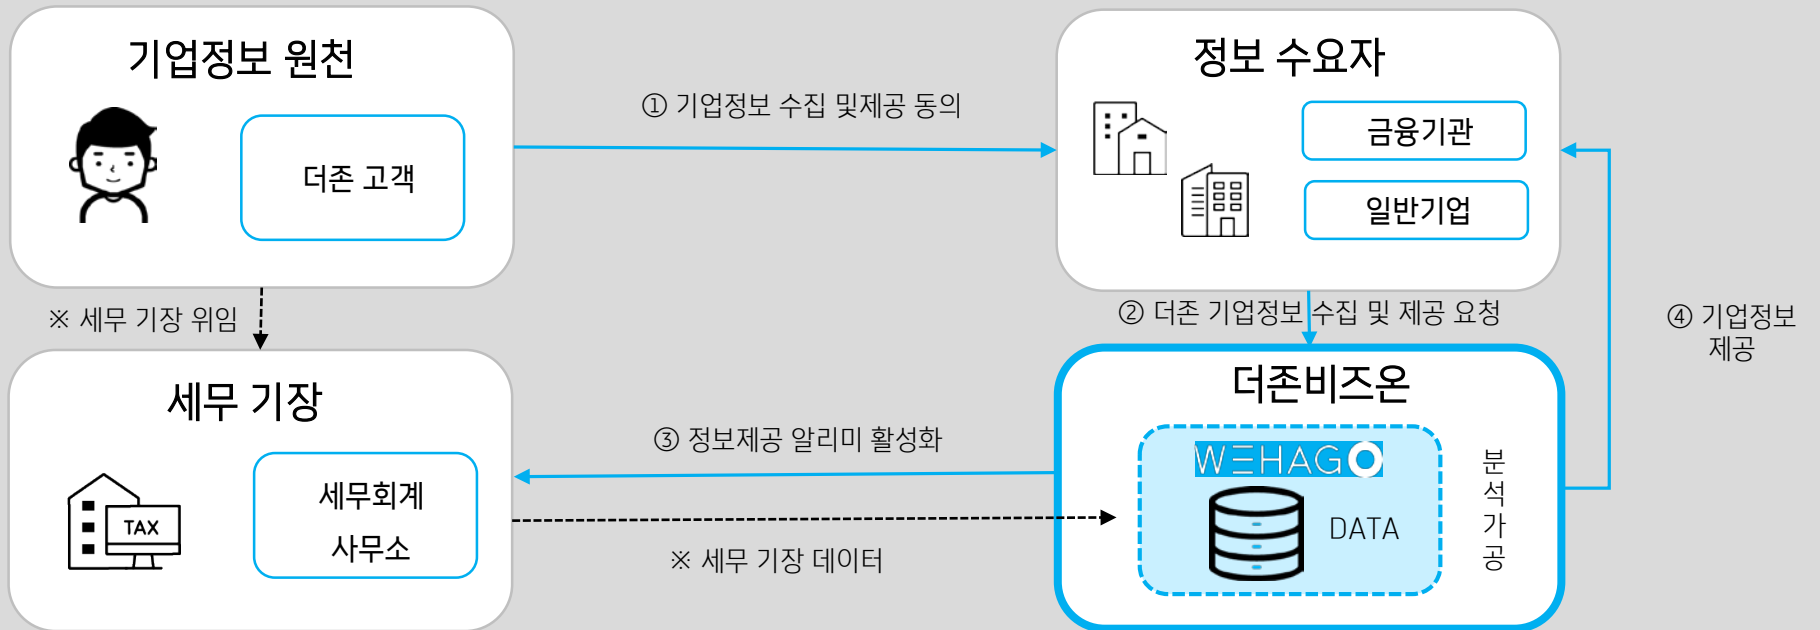 기업정보 원천
더존 고객
① 기업정보 수집 및제공 동의
정보 수요자
금융기관
일반기업
※ 세무 기장 위임
② 더존 기업정보 수집 및 제공 요청
④ 기업정보
제공
세무 기장
TAX
세무회계
사무소
③ 정보제공 알리미 활성화
※ 세무 기장 데이터
더존비즈온
WEHAGO
DATA
분
석
가
공